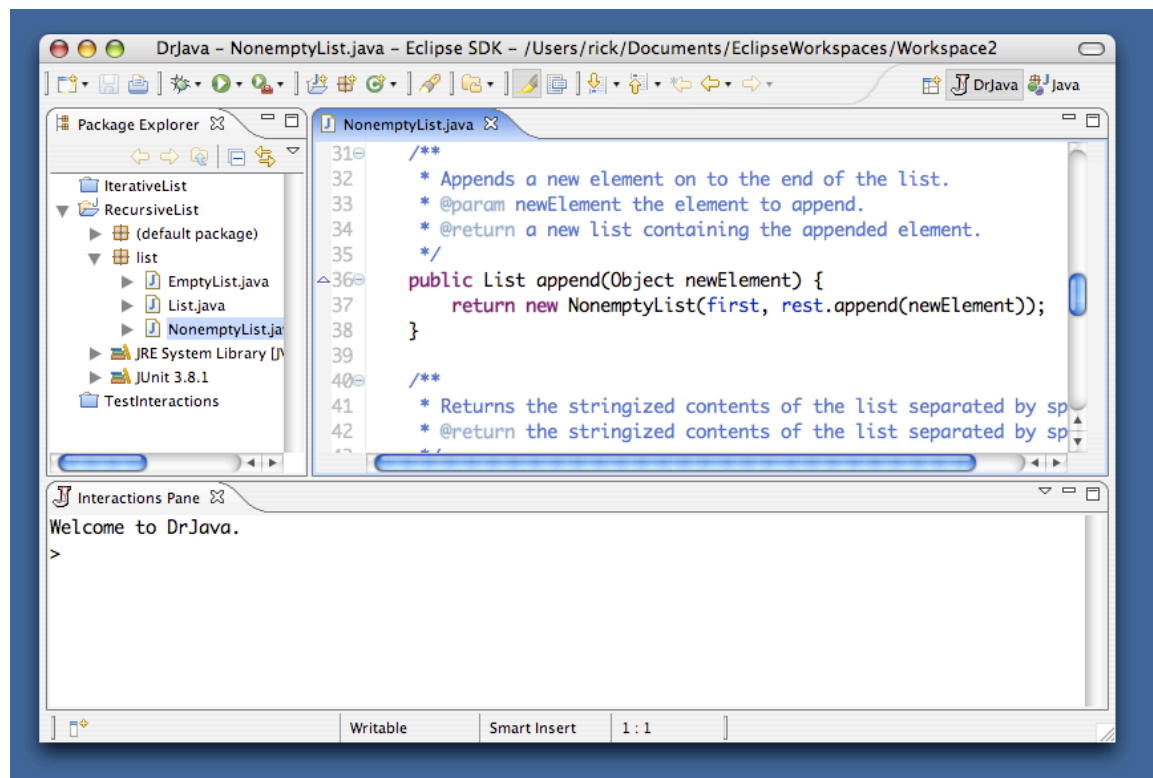 DrJava – NonemptyList.java – Eclipse SDK – /Users/rick/Documents/EclipseWorkspaces/Workspace2
DrJava Java
Package Explorer
IterativeList
RecursiveList
(default package)
list
EmptyList.java
List.java
NonemptyList.ja
JRE System Library [J
JUnit 3.8.1
TestInteractions
NonemptyList.java
31 /**
32 * Appends a new element on to the end of the list.
33 * @param newElement the element to append.
34 * @return a new list containing the appended element.
35 */
36 public List append(Object newElement) {
37 return new NonemptyList(first, rest.append(newElement));
38 }
39
40 /**
41 * Returns the stringized contents of the list separated by sp
42 * @return the stringized contents of the list separated by sp
Interactions Pane
Welcome to DrJava.
>
Writable Smart Insert 1 : 1